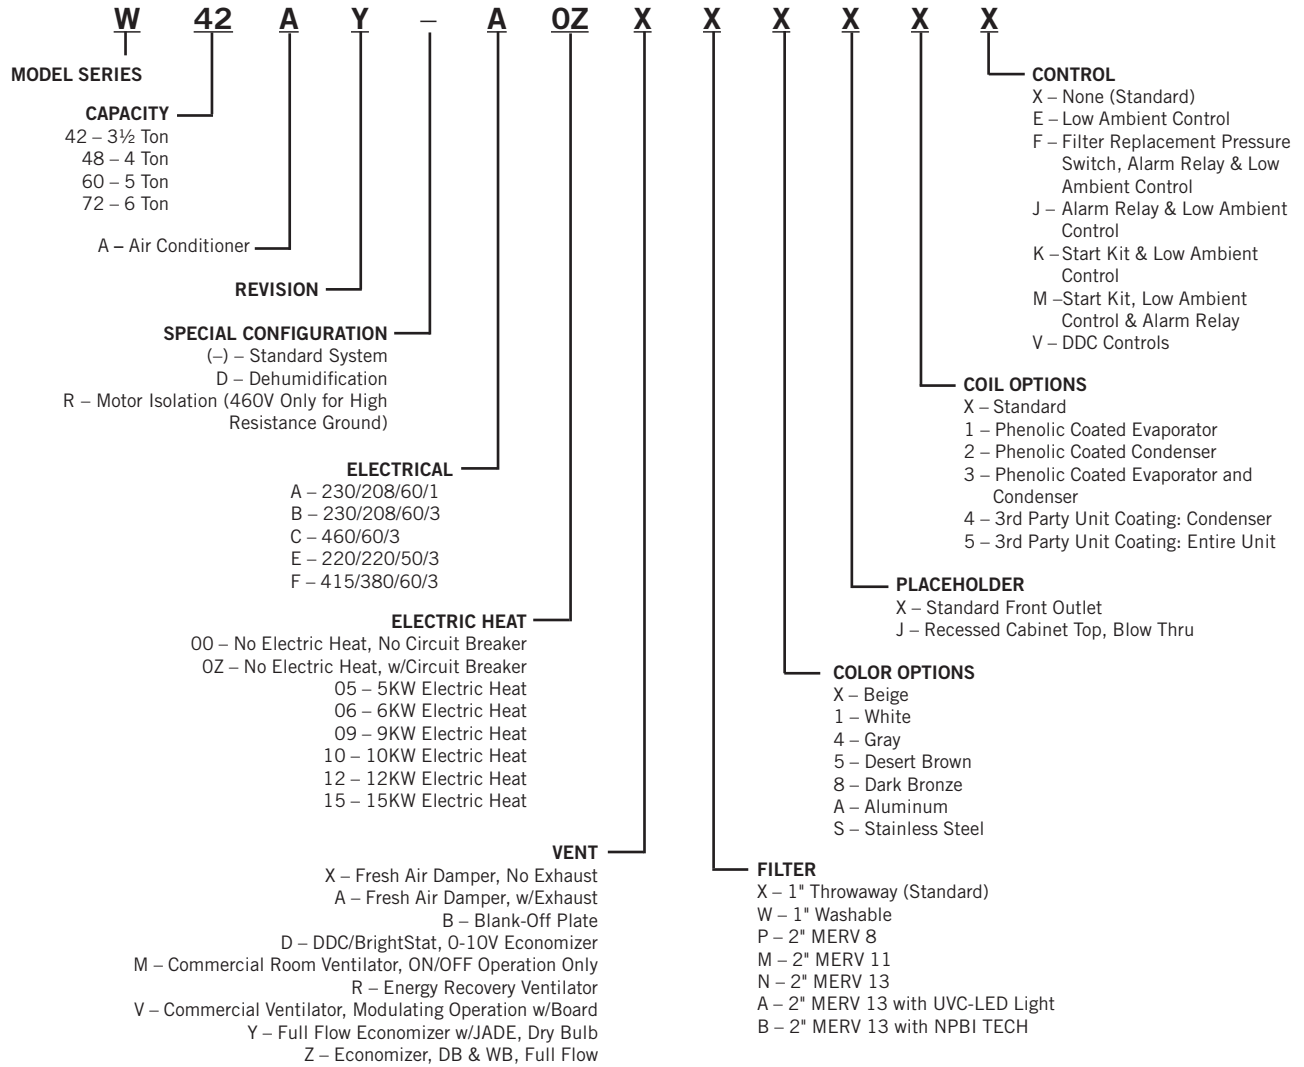 W 42 A Y – A 0Z X X X X X X
MODEL SERIES
CAPACITY
42 – 3½ Ton
48 – 4 Ton
60 – 5 Ton
72 – 6 Ton
A – Air Conditioner
REVISION
SPECIAL CONFIGURATION
(–) – Standard System
D – Dehumidification
R – Motor Isolation (460V Only for High
Resistance Ground)
ELECTRICAL
A – 230/208/60/1
B – 230/208/60/3
C – 460/60/3
E – 220/220/50/3
F – 415/380/60/3
ELECTRIC HEAT
00 – No Electric Heat, No Circuit Breaker
0Z – No Electric Heat, w/Circuit Breaker
05 – 5KW Electric Heat
06 – 6KW Electric Heat
09 – 9KW Electric Heat
10 – 10KW Electric Heat
12 – 12KW Electric Heat
15 – 15KW Electric Heat
VENT
X – Fresh Air Damper, No Exhaust
A – Fresh Air Damper, w/Exhaust
B – Blank-Off Plate
D – DDC/BrightStat, 0-10V Economizer
M – Commercial Room Ventilator, ON/OFF Operation Only
R – Energy Recovery Ventilator
V – Commercial Ventilator, Modulating Operation w/Board
Y – Full Flow Economizer w/JADE, Dry Bulb
Z – Economizer, DB & WB, Full Flow
FILTER
X – 1" Throwaway (Standard)
W – 1" Washable
P – 2" MERV 8
M – 2" MERV 11
N – 2" MERV 13
A – 2" MERV 13 with UVC-LED Light
B – 2" MERV 13 with NPBI TECH
COLOR OPTIONS
X – Beige
1 – White
4 – Gray
5 – Desert Brown
8 – Dark Bronze
A – Aluminum
S – Stainless Steel
PLACEHOLDER
X – Standard Front Outlet
J – Recessed Cabinet Top, Blow Thru
COIL OPTIONS
X – Standard
1 – Phenolic Coated Evaporator
2 – Phenolic Coated Condenser
3 – Phenolic Coated Evaporator and
Condenser
4 – 3rd Party Unit Coating: Condenser
5 – 3rd Party Unit Coating: Entire Unit
CONTROL
X – None (Standard)
E – Low Ambient Control
F – Filter Replacement Pressure
Switch, Alarm Relay & Low
Ambient Control
J – Alarm Relay & Low Ambient
Control
K –Start Kit & Low Ambient
Control
M –Start Kit, Low Ambient
Control & Alarm Relay
V – DDC Controls